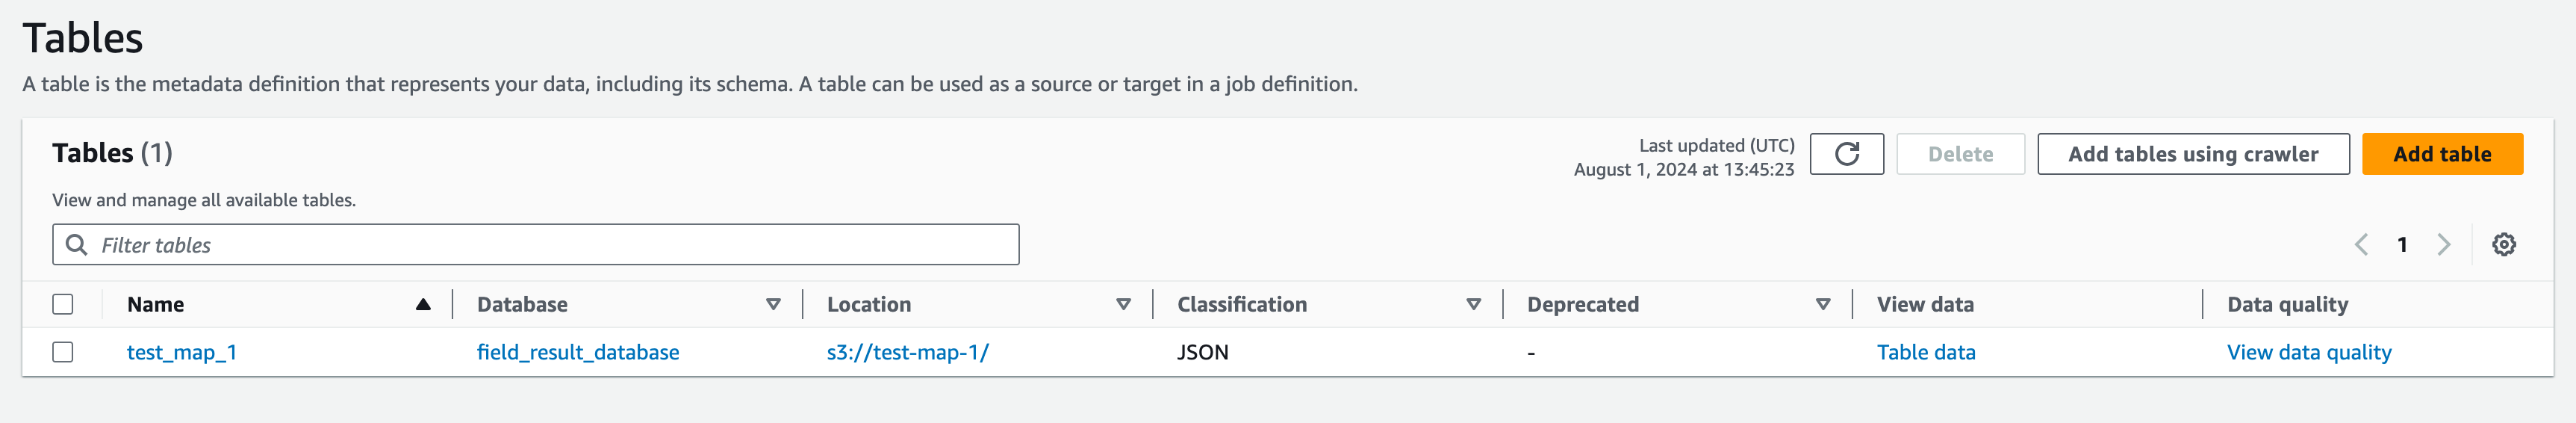 Tables
A table is the metadata definition that represents your data, including its schema. A table can be used as a source or target in a job definition.
Tables (1)
Last updated (UTC)
August 1, 2024 at 13:45:23
Delete
Add tables using crawler
Add table
View and manage all available tables.
Filter tables
1
Name Database Location Classification Deprecated View data Data quality
test_map_1 field_result_database s3://test-map-1/ JSON - Table data View data quality